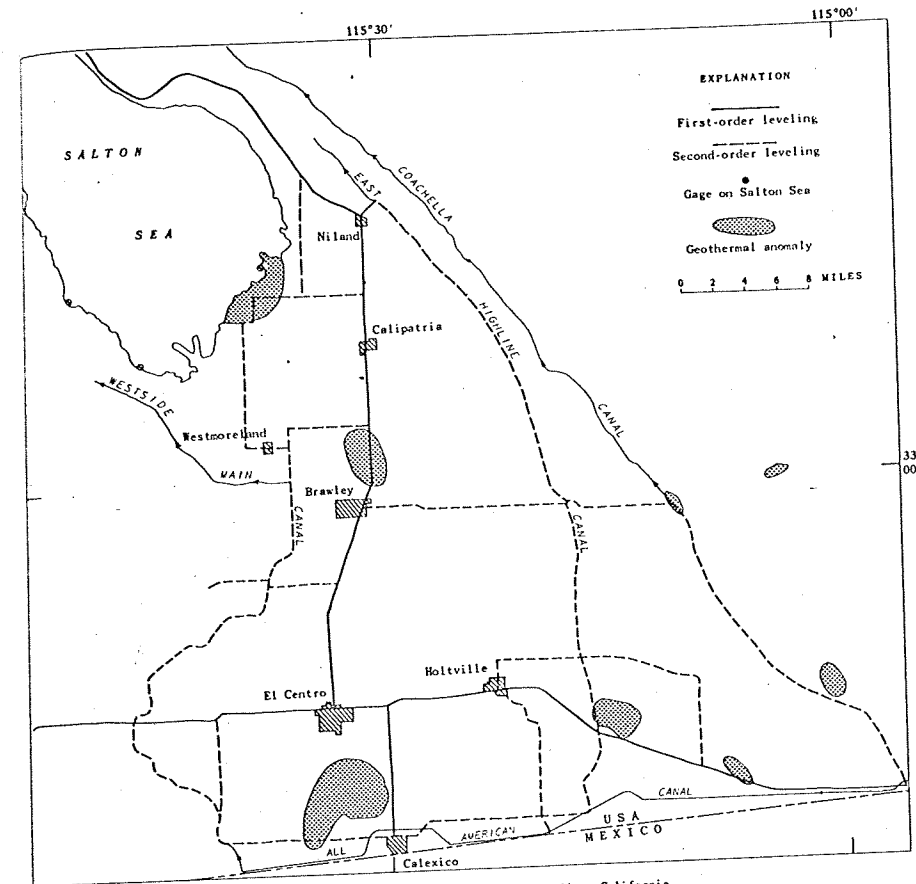 115°30'
115°00'
EXPLANATION
First-order leveling
Second-order leveling
Gage on Salton Sea
Geothermal anomaly
0 2 4 6 8 MILES
SALTON
SEA
COACHELLA
EAST
Niland
HIGHLINE
Calipatria
CANAL
WESTSIDE
Westmoreland
MAIN
33
00
Brawley
CANAL
CANAL
Holtville
El Centro
CANAL
USA
MEXICO
AMERICAN
ALL
Calexico
California